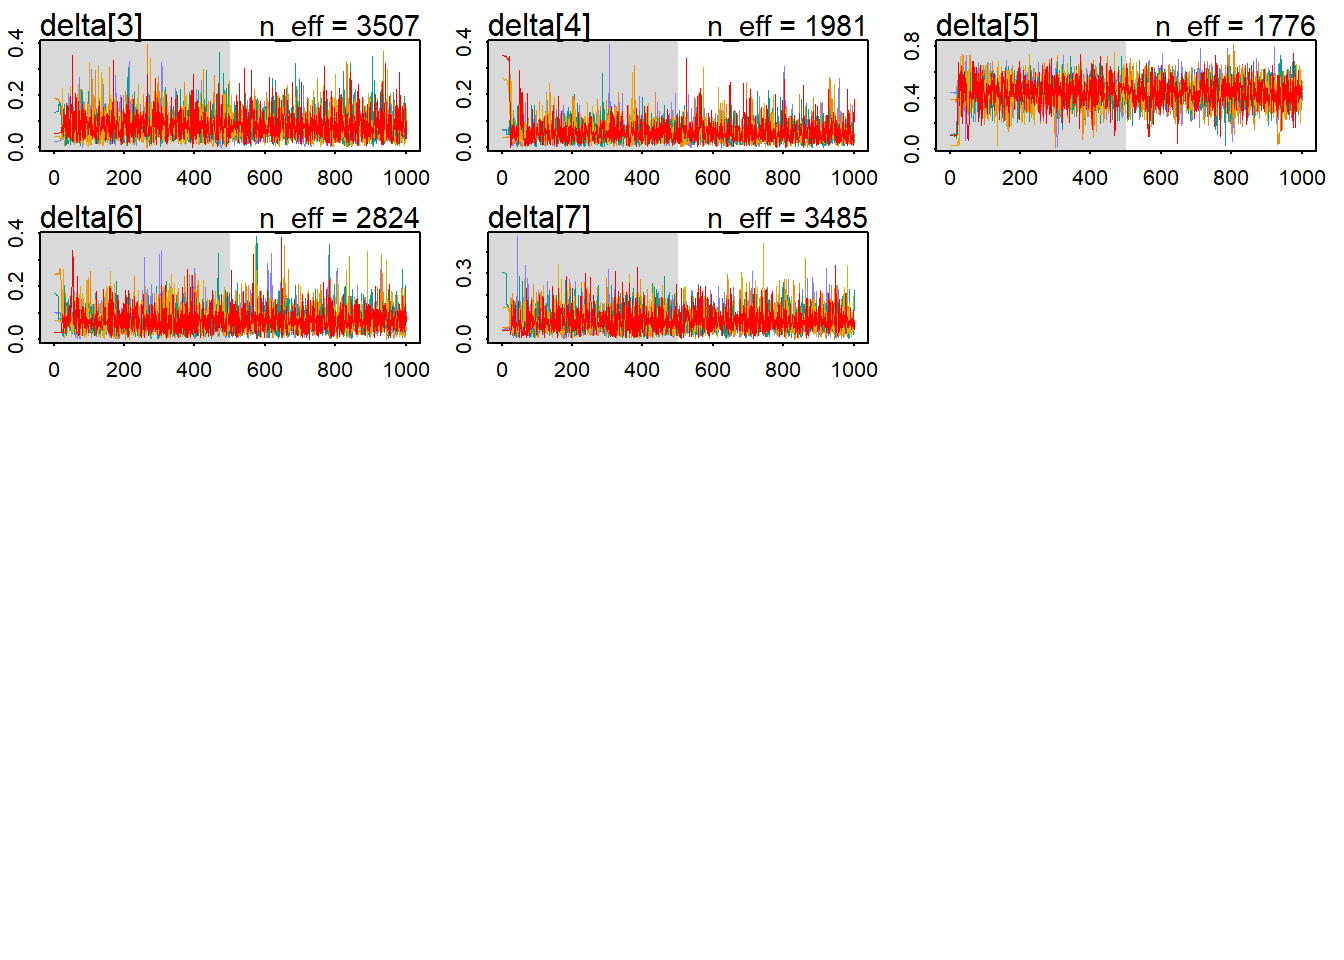 delta[3] n_eff = 3507
0.0 0.2 0.4
0 200 400 600 800 1000
delta[4] n_eff = 1981
0.0 0.2 0.4
0 200 400 600 800 1000
delta[5] n_eff = 1776
0.0 0.4 0.8
0 200 400 600 800 1000
delta[6] n_eff = 2824
0.0 0.2 0.4
0 200 400 600 800 1000
delta[7] n_eff = 3485
0.0 0.3
0 200 400 600 800 1000